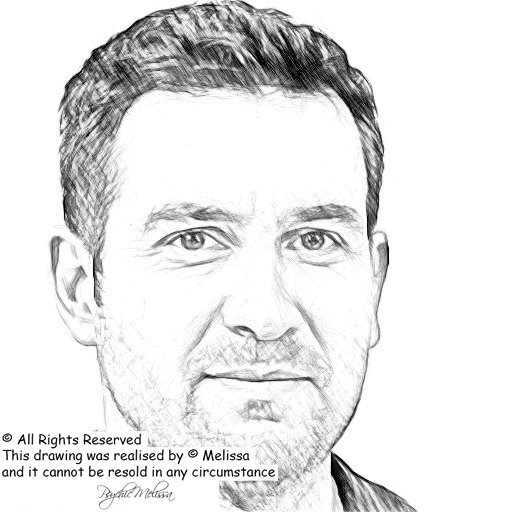 © All Rights Reserved
This drawing was realised by © Melissa
and it cannot be resold in any circumstance
Psychic Melissa